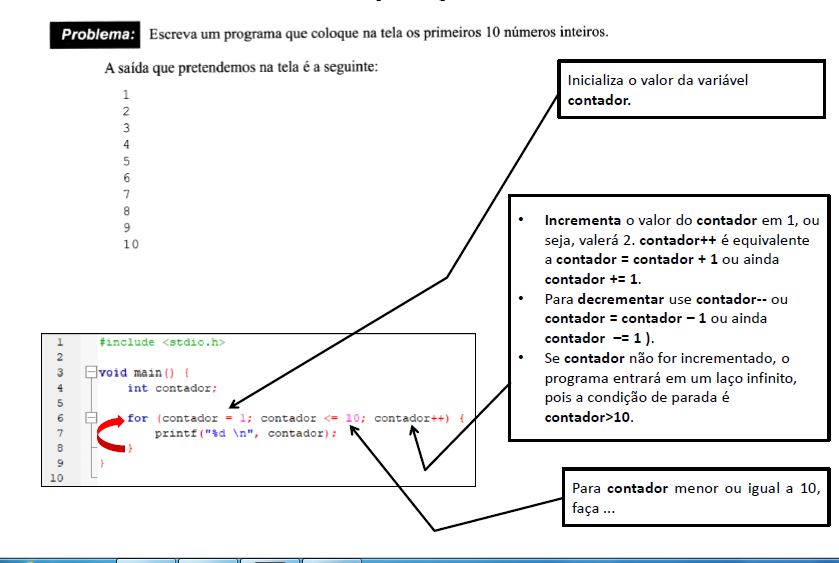 Problema: Escreva um programa que coloque na tela os primeiros 10 números inteiros.
A saída que pretendemos na tela é a seguinte:
1
2
3
4
5
6
7
8
9
10
Inicializa o valor da variável
contador.
• Incrementa o valor do contador em 1, ou
seja, valerá 2. contador++ é equivalente
a contador = contador + 1 ou ainda
contador += 1.
• Para decrementar use contador-- ou
contador = contador – 1 ou ainda
contador –= 1 ).
• Se contador não for incrementado, o
programa entrará em um laço infinito,
pois a condição de parada é
contador>10.
1 #include <stdio.h>
2
3 void main() {
4 int contador;
5
6 for (contador = 1; contador <= 10; contador++) {
7 printf("%d \n", contador);
8 }
9 }
10
Para contador menor ou igual a 10,
faça ...